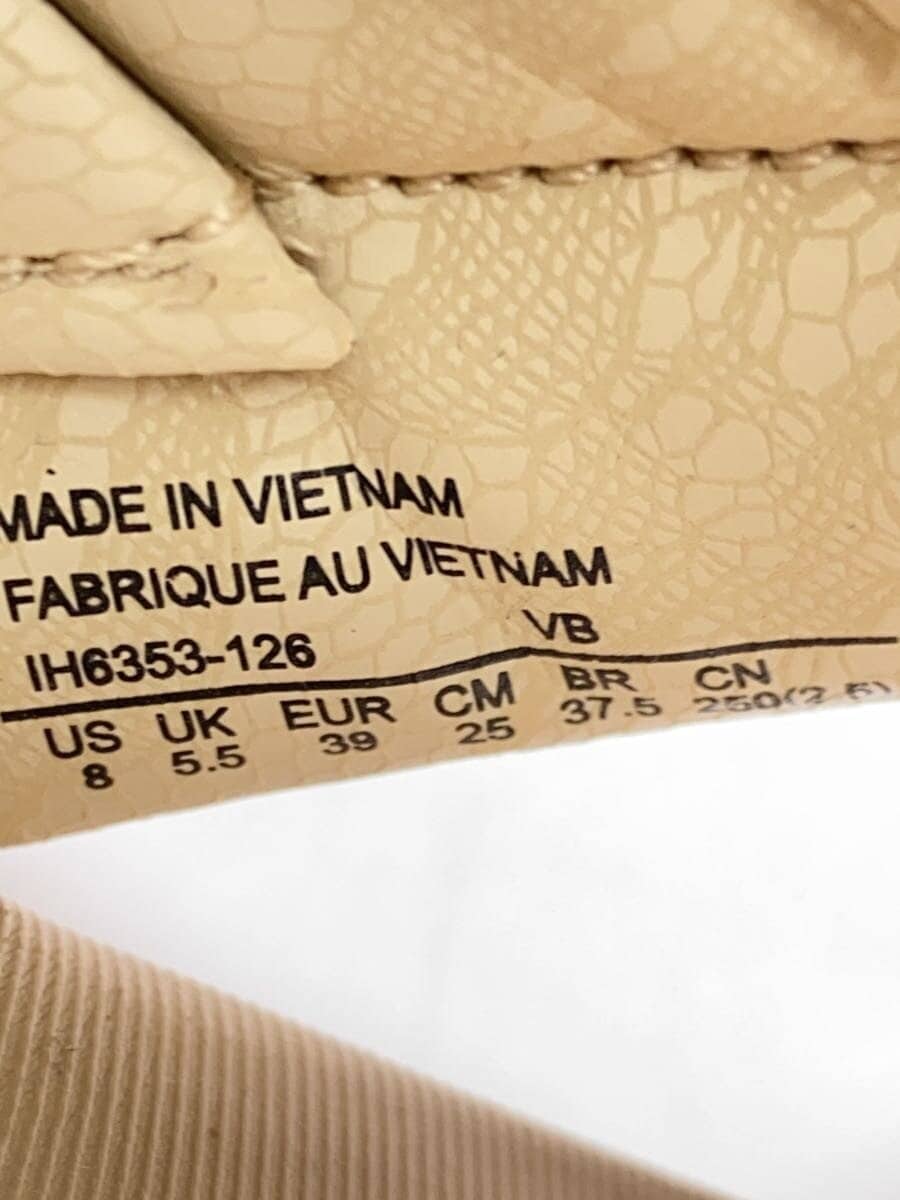 MADE IN VIETNAM
FABRIQUE AU VIETNAM
IH6353-126 VB
US UK EUR CM BR CN
8 5.5 39 25 37.5